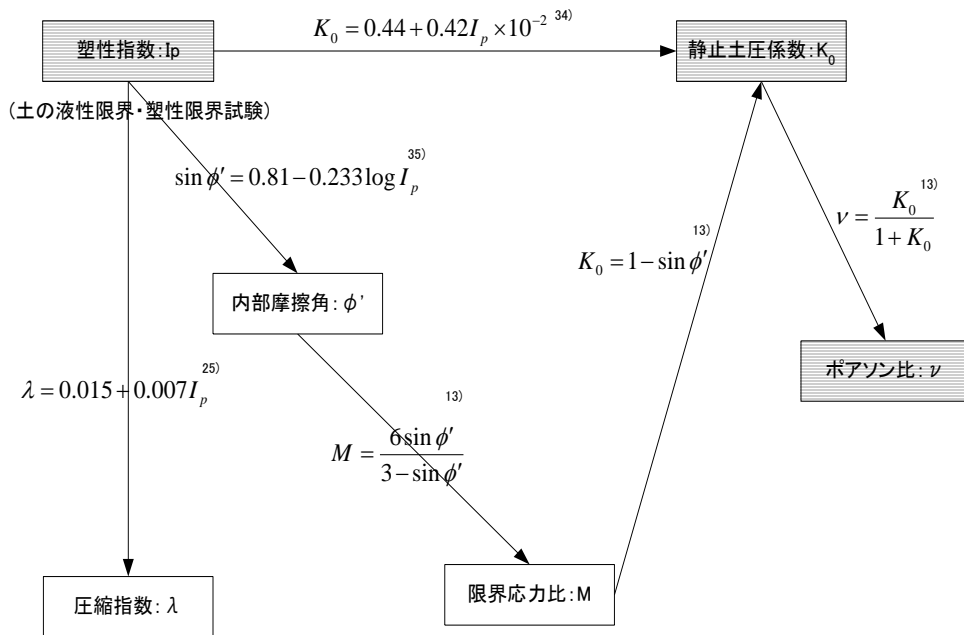 塑性指数:Ip
K₀ = 0.44 + 0.42I_p × 10⁻² 34)
静止土圧係数:K₀
(土の液性限界・塑性限界試験)
sin φ′ = 0.81 − 0.233 log I_p 35)
ν = K₀ / (1 + K₀) 13)
K₀ = 1 − sin φ′ 13)
内部摩擦角:φ'
ポアソン比:ν
λ = 0.015 + 0.007I_p 25)
M = 6 sin φ′ / (3 − sin φ′) 13)
圧縮指数:λ
限界応力比:M